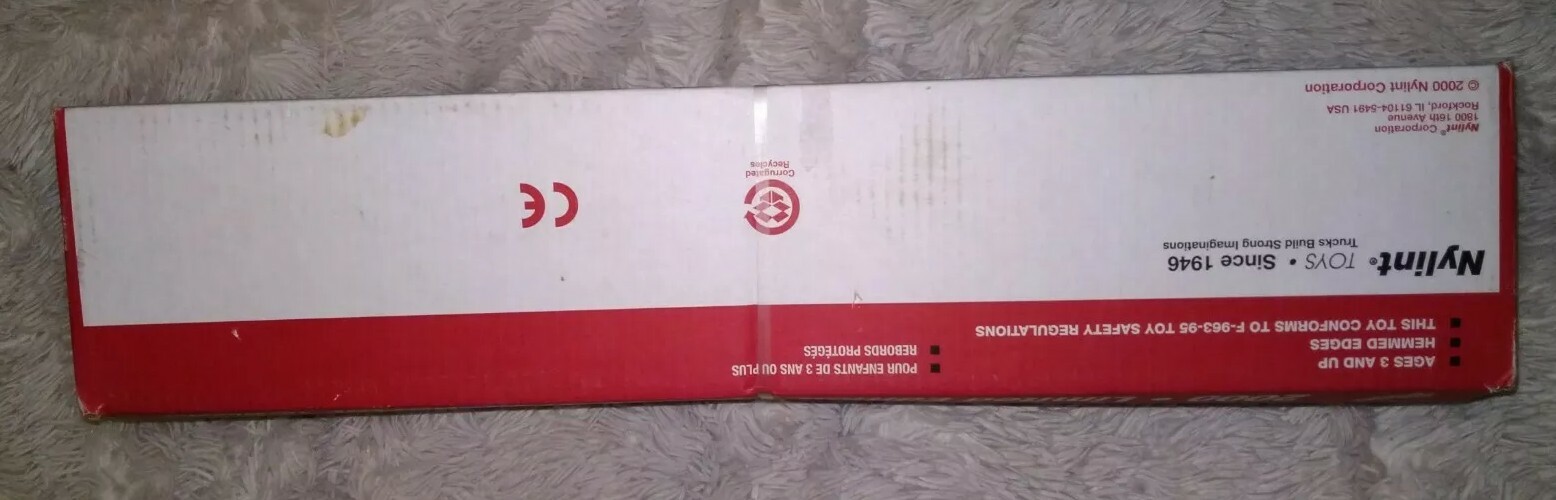 AGES 3 AND UP
HEMMED EDGES
THIS TOY CONFORMS TO F-963-95 TOY SAFETY REGULATIONS
POUR ENFANTS DE 3 ANS OU PLUS
REBORDS PROTÉGÉS
Nylint® TOYS • Since 1946
Trucks Build Strong Imaginations
Corrugated
Recycles
CE
Nylint® Corporation
1800 16th Avenue
Rockford, IL 61104-5491 USA
© 2000 Nylint Corporation